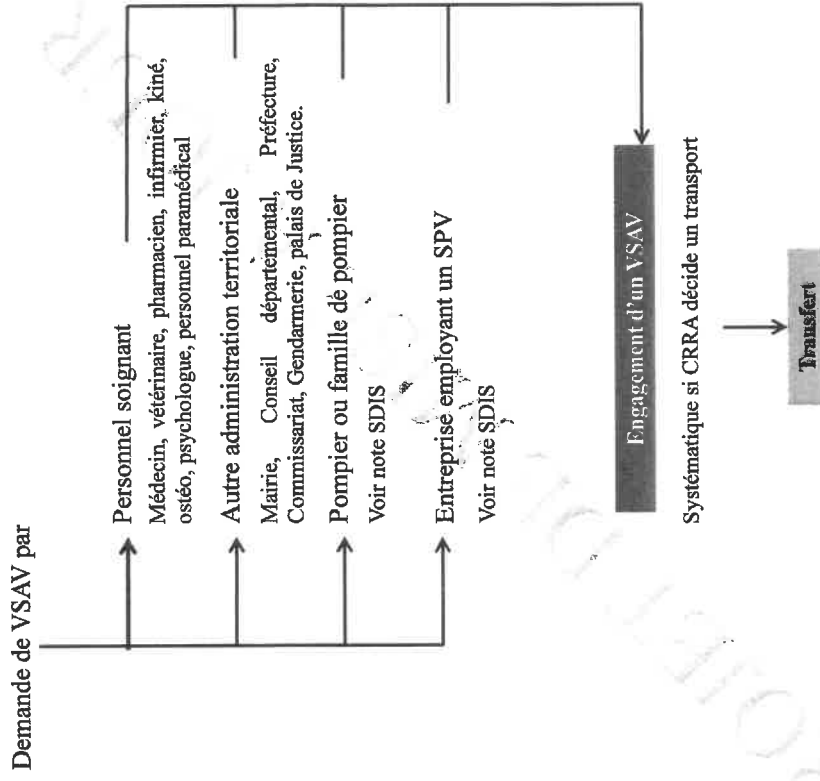 Demande de VSAV par
Personnel soignant
Médecin, vétérinaire, pharmacien, infirmier, kiné,
ostéo, psychologue, personnel paramédical
Autre administration territoriale
Mairie, Conseil départemental, Préfecture,
Commissariat, Gendarmerie, palais de Justice.
Pompier ou famille de pompier
Voir note SDIS
Entreprise employant un SPV
Voir note SDIS
Engagement d'un VSAV
Systématique si CRRA décide un transport
Transfert